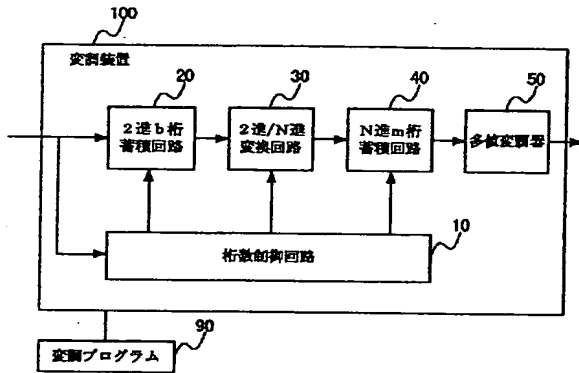 100
変調装置
20
30
40
50
2進b桁
蓄積回路
2進/N進
変換回路
N進m桁
蓄積回路
多値変調器
10
桁数制御回路
90
変調プログラム